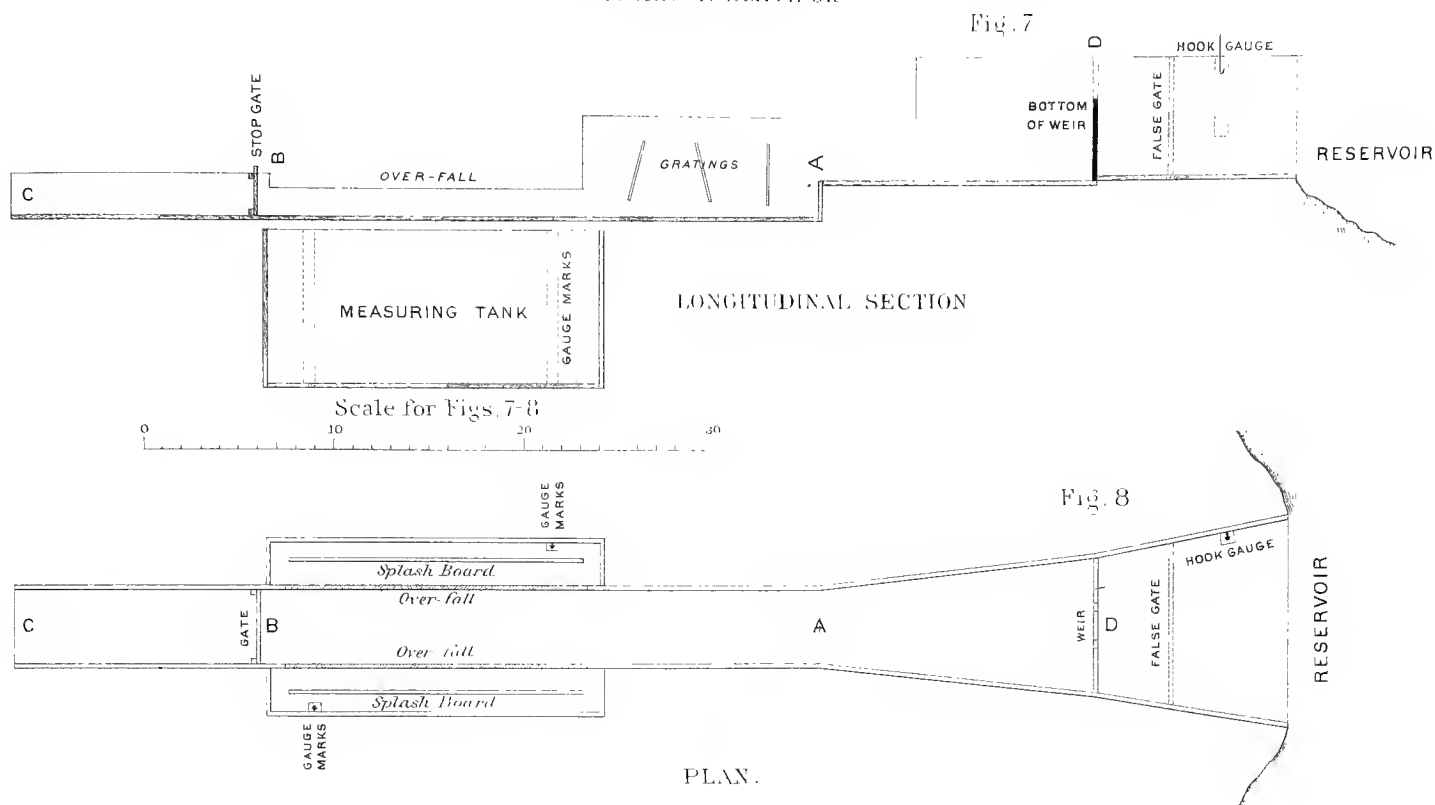 Fig. 7
STOP GATE
B
C
OVER-FALL
GRATINGS
A
BOTTOM
OF WEIR
D
FALSE GATE
HOOK GAUGE
RESERVOIR
MEASURING TANK
GAUGE MARKS
LONGITUDINAL SECTION
Scale for Figs. 7-8
0 10 20 30
Fig. 8
GAUGE
MARKS
Splash Board
Over-fall
C
GATE
B
A
WEIR
D
FALSE GATE
HOOK GAUGE
RESERVOIR
Over-fall
Splash Board
GAUGE
MARKS
PLAN.